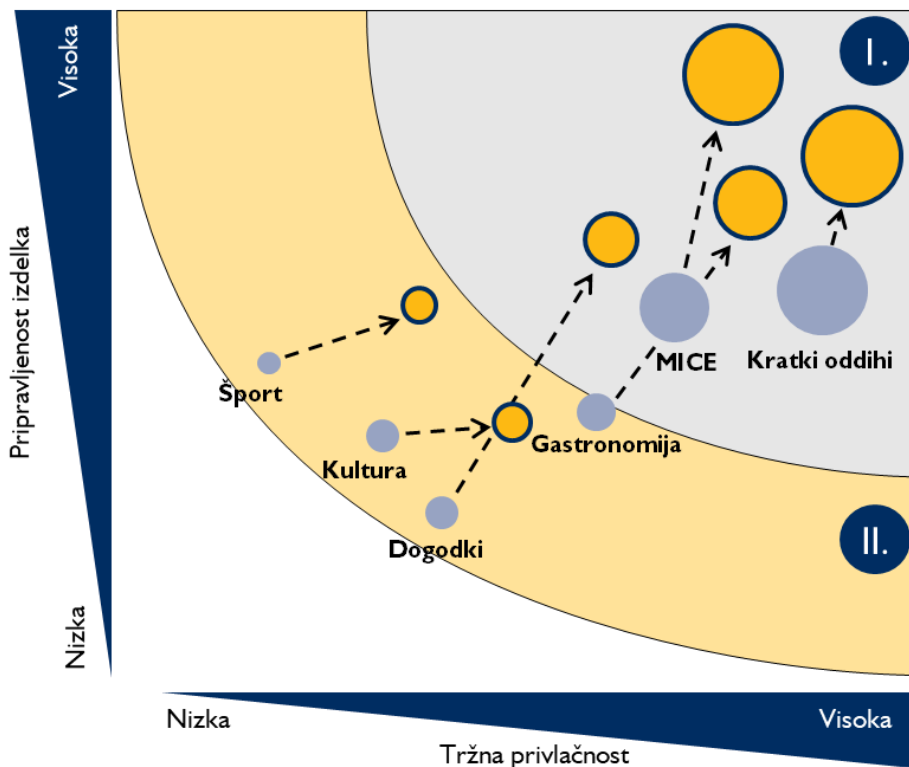 Visoka
Pripravljenost izdelka
Nizka
I.
Šport
MICE
Kratki oddihi
Kultura
Gastronomija
Dogodki
II.
Nizka
Visoka
Tržna privlačnost